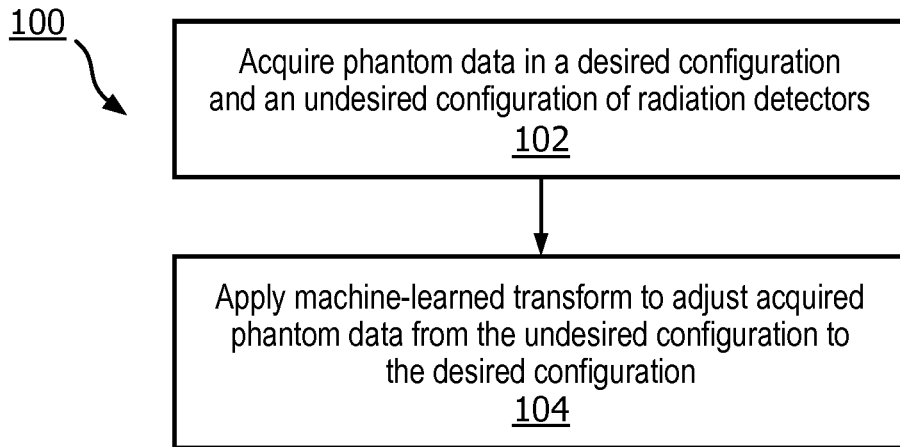 100
Acquire phantom data in a desired configuration
and an undesired configuration of radiation detectors
102
Apply machine-learned transform to adjust acquired
phantom data from the undesired configuration to
the desired configuration
104